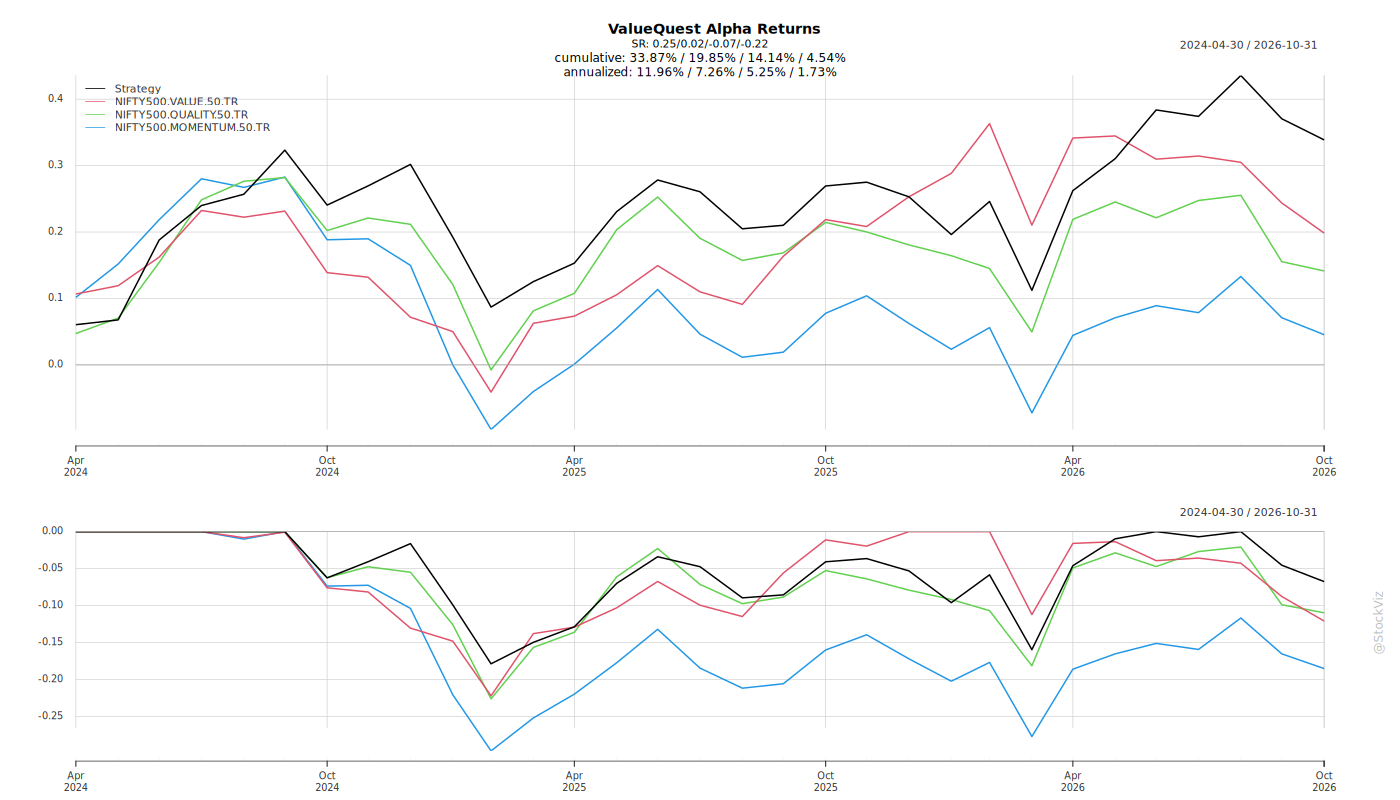 ValueQuest Alpha Returns
SR: 0.25/0.02/-0.07/-0.22
cumulative: 33.87% / 19.85% / 14.14% / 4.54%
annualized: 11.96% / 7.26% / 5.25% / 1.73%
2024-04-30 / 2026-10-31
Strategy
NIFTY500.VALUE.50.TR
NIFTY500.QUALITY.50.TR
NIFTY500.MOMENTUM.50.TR
0.4
0.3
0.2
0.1
0.0
Apr Oct Apr Oct Apr Oct
2024 2024 2025 2025 2026 2026
2024-04-30 / 2026-10-31
0.00
-0.05
-0.10
-0.15
-0.20
-0.25
Apr Oct Apr Oct Apr Oct
2024 2024 2025 2025 2026 2026
@StockViz